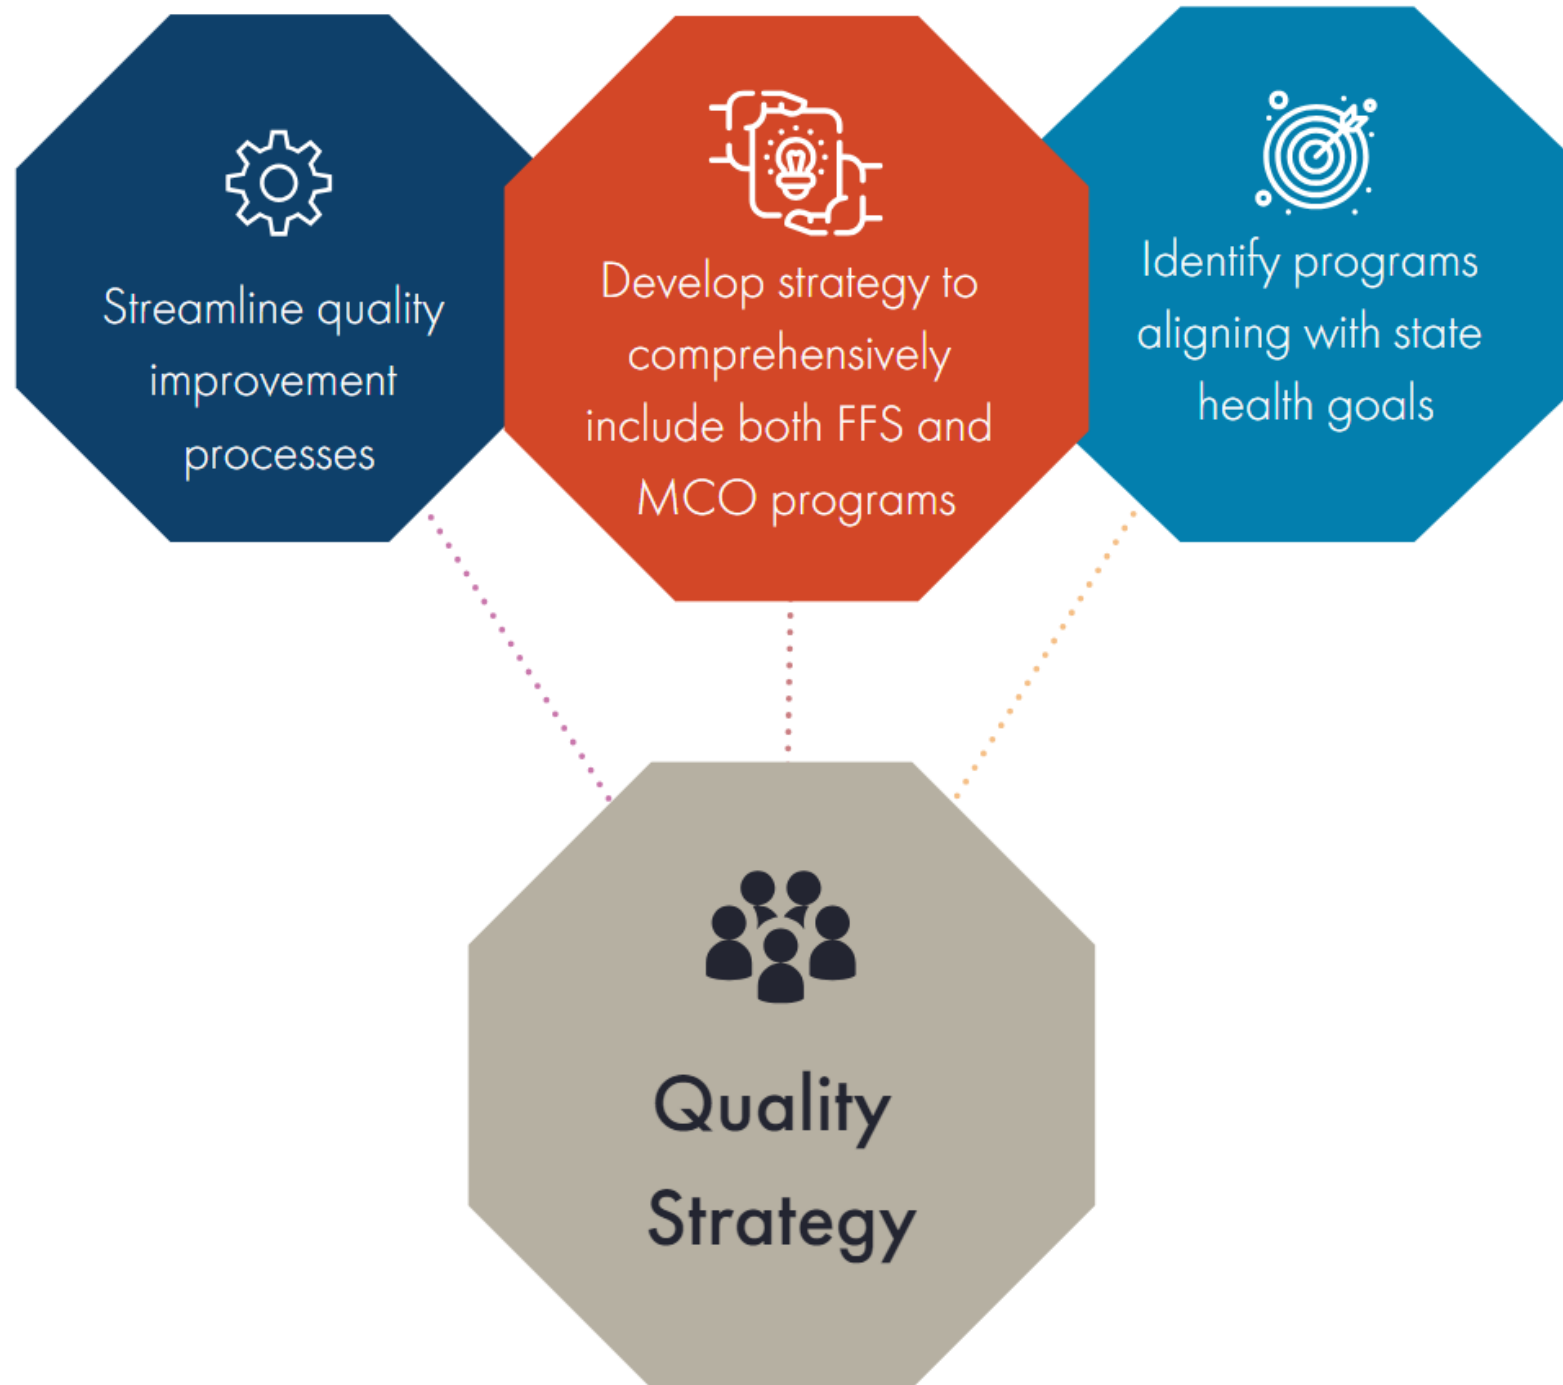 Streamline quality
improvement
processes
Develop strategy to
comprehensively
include both FFS and
MCO programs
Identify programs
aligning with state
health goals
Quality
Strategy